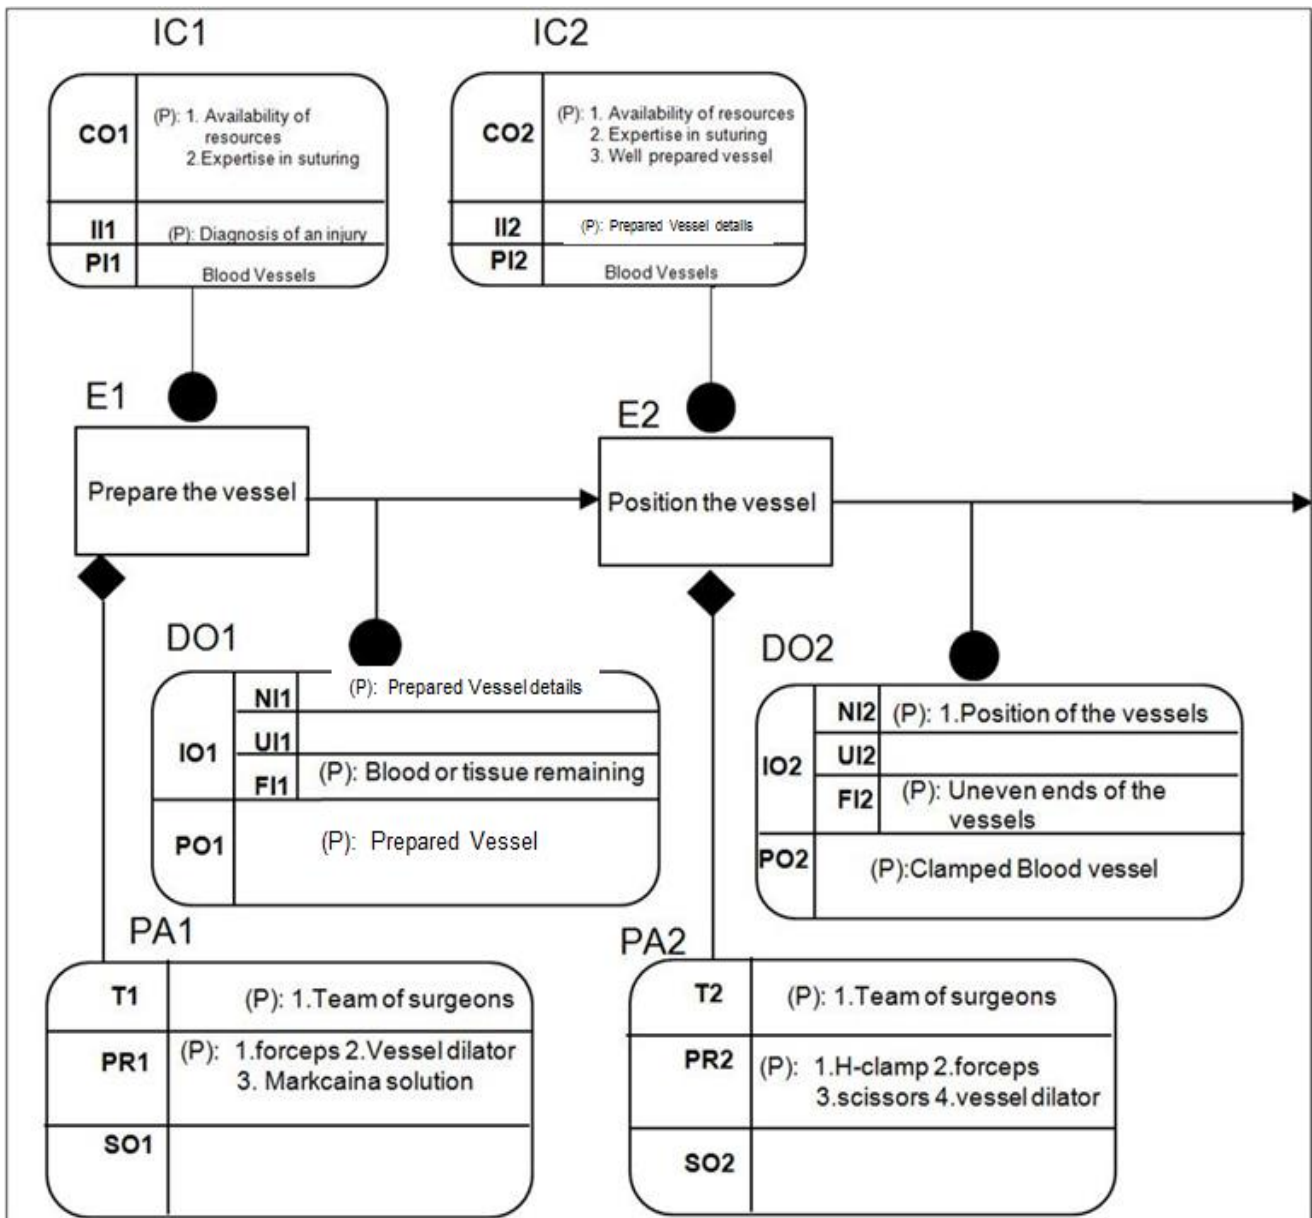 IC1
IC2
CO1
(P): 1. Availability of
resources
2.Expertise in suturing
II1
(P): Diagnosis of an injury
PI1
Blood Vessels
CO2
(P): 1. Availability of resources
2. Expertise in suturing
3. Well prepared vessel
II2
(P): Prepared Vessel details
PI2
Blood Vessels
E1
Prepare the vessel
E2
Position the vessel
DO1
IO1
NI1
(P): Prepared Vessel details
UI1
FI1
(P): Blood or tissue remaining
PO1
(P): Prepared Vessel
DO2
IO2
NI2
(P): 1.Position of the vessels
UI2
FI2
(P): Uneven ends of the
vessels
PO2
(P):Clamped Blood vessel
PA1
T1
(P): 1.Team of surgeons
PR1
(P): 1.forceps 2.Vessel dilator
3. Markcaina solution
SO1
PA2
T2
(P): 1.Team of surgeons
PR2
(P): 1.H-clamp 2.forceps
3.scissors 4.vessel dilator
SO2